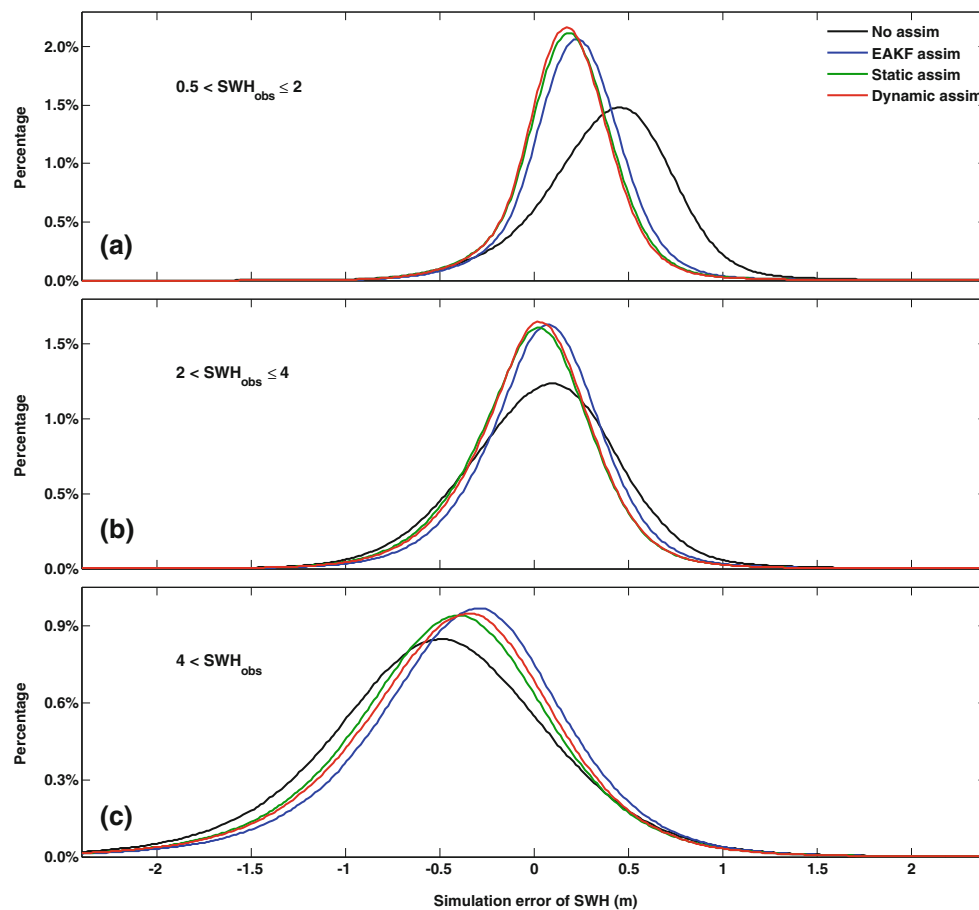 No assim
EAKF assim
Static assim
Dynamic assim
2.0%
1.5%
1.0%
0.5%
0.0%
Percentage
0.5 < SWHobs ≤ 2
(a)
1.5%
1.0%
0.5%
0.0%
Percentage
2 < SWHobs ≤ 4
(b)
0.9%
0.6%
0.3%
0.0%
Percentage
4 < SWHobs
(c)
-2 -1.5 -1 -0.5 0 0.5 1 1.5 2
Simulation error of SWH (m)